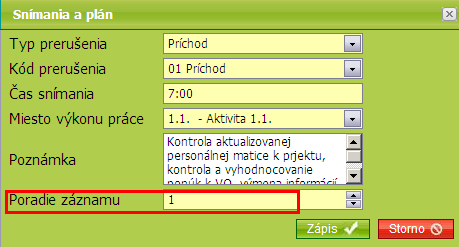 Snímania a plán
Typ prerušenia Príchod
Kód prerušenia 01 Príchod
Čas snímania 7:00
Miesto výkonu práce 1.1. - Aktivita 1.1.
Poznámka
Kontrola aktualizovanej
personálnej matice k prjektu,
kontrola a vyhodnocovanie
ponúk k VO, výmena informácií
Poradie záznamu 1
Zápis Storno